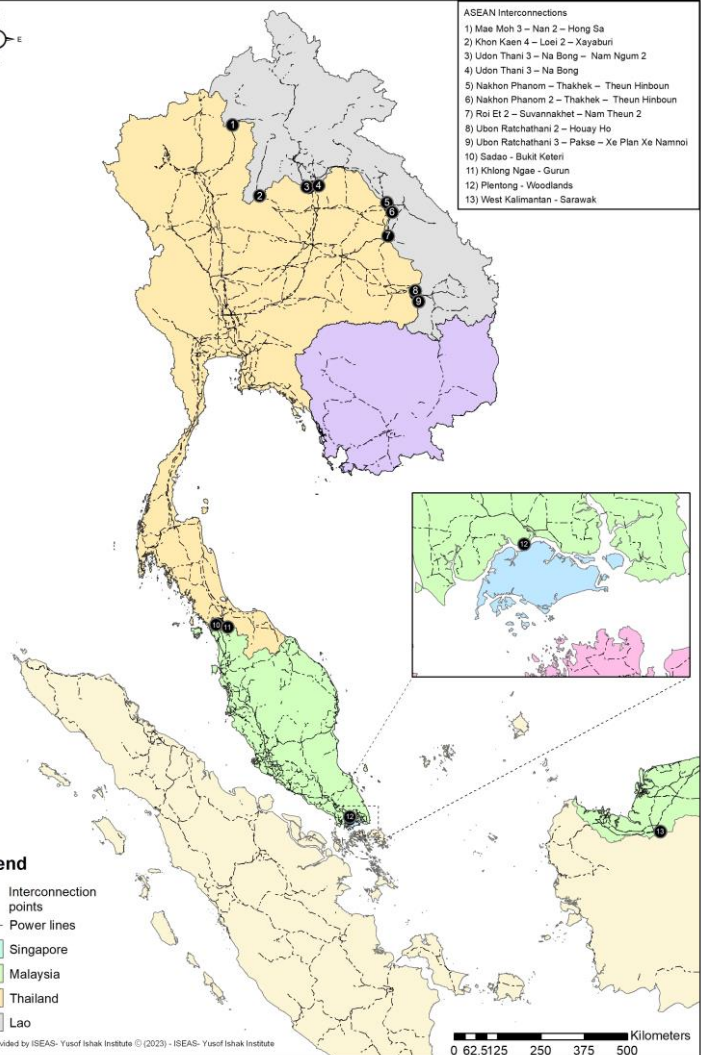 E
ASEAN Interconnections
1) Mae Moh 3 – Nan 2 – Hong Sa
2) Khon Kaen 4 – Loei 2 – Xayaburi
3) Udon Thani 3 – Na Bong – Nam Ngum 2
4) Udon Thani 3 – Na Bong
5) Nakhon Phanom – Thakhek – Theun Hinboun
6) Nakhon Phanom 2 – Thakhek – Theun Hinboun
7) Roi Et 2 – Suvannakhet – Nam Theun 2
8) Ubon Ratchathani 2 – Houay Ho
9) Ubon Ratchathani 3 – Pakse – Xe Plan Xe Namnoi
10) Sadao - Bukit Keteri
11) Khlong Ngae - Gurun
12) Plentong - Woodlands
13) West Kalimantan - Sarawak
1
2
3
4
5
6
7
8
9
12
10
11
12
13
end
Interconnection
points
Power lines
Singapore
Malaysia
Thailand
Lao
vided by ISEAS- Yusof Ishak Institute © (2023) - ISEAS- Yusof Ishak Institute
Kilometers
0 62.5125 250 375 500